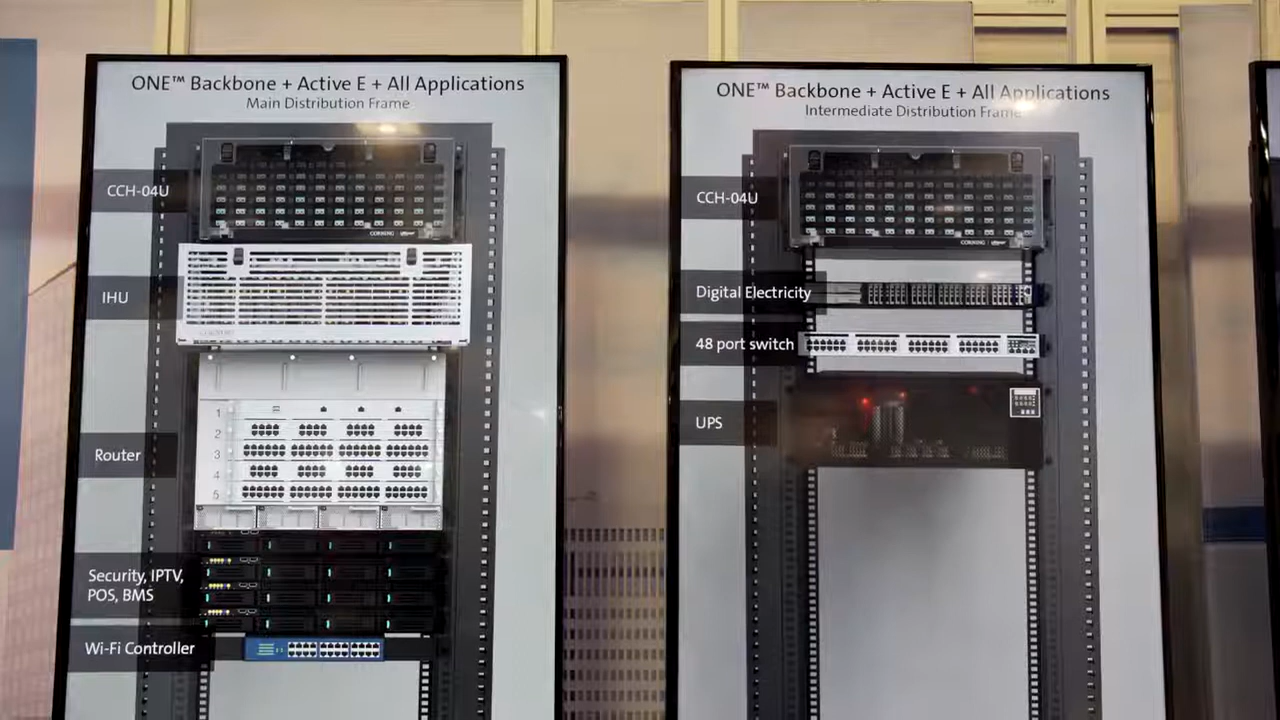 ONE™ Backbone + Active E + All Applications
Main Distribution Frame
CCH-04U
CORNING
IHU
Router
1
2
3
4
5
Security, IPTV,
POS, BMS
Wi-Fi Controller
ONE™ Backbone + Active E + All Applications
Intermediate Distribution Frame
CCH-04U
CORNING
Digital Electricity
48 port switch
UPS